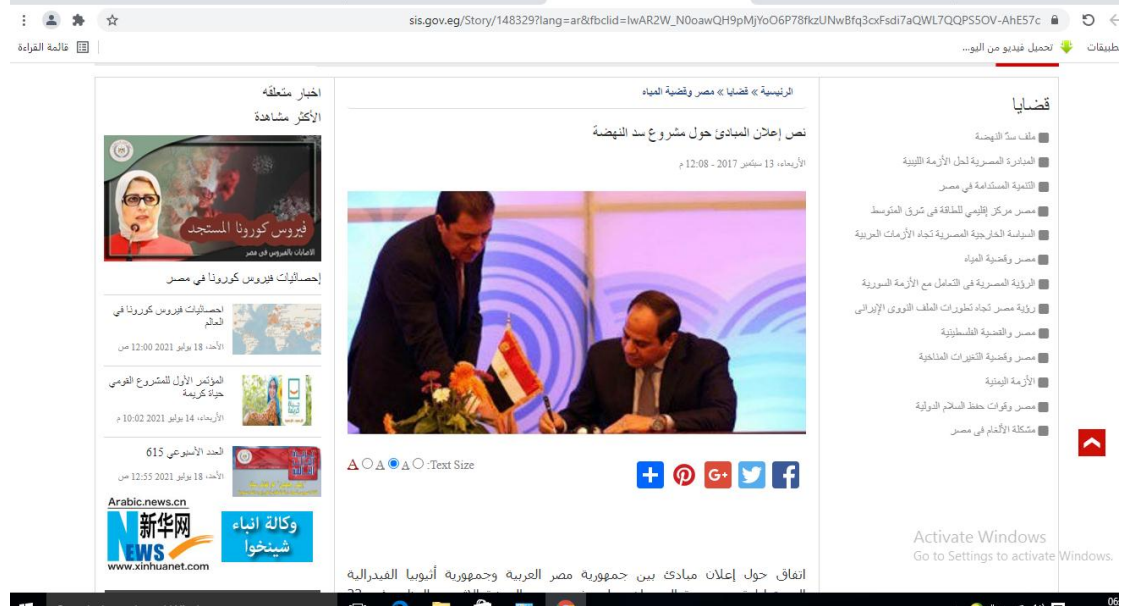 sis.gov.eg/Story/148329?lang=ar&fbclid=IwAR2W_N0oawQH9pMjYoO6P78fkzUNwBfq3cxFsdi7aQWL7QQPS5OV-AhE57c
تحميل فيديو من اليو...
قائمة القراءة
قضايا
ملف سدّ النهضة
المبادرة المصرية لحل الأزمة الليبية
التنمية المستدامة في مصر
مصر مركز إقليمي للطاقة في شرق المتوسط
السياسة الخارجية المصرية تجاه الأزمات العربية
مصر وقضية المياه
الرؤية المصرية في التعامل مع الأزمة السورية
رؤية مصر تجاه تطورات الملف النووى الإيرانى
مصر والقضية الفلسطينية
مصر وقضية التغيرات المناخية
الأزمة اليمنية
مصر وقوات حفظ السلام الدولية
مشكلة الألغام فى مصر
الرئيسية » قضايا » مصر وقضية المياه
نص إعلان المبادئ حول مشروع سد النهضة
الأربعاء، 13 سبتمبر 2017 - 12:08 م
Text Size: A A A
اتفاق حول إعلان مبادئ بين جمهورية مصر العربية وجمهورية أثيوبيا الفيدرالية
اخبار متعلقه
الأكثر مشاهدة
فيروس كورونا المستجد
الاصابات بالفيروس في مصر
إحصائيات فيروس كورونا في مصر
احصائيات فيروس كورونا في
العالم
الأحد، 18 يوليو 2021 12:00 ص
المؤتمر الأول للمشروع القومي
حياة كريمة
الأربعاء، 14 يوليو 2021 10:02 م
العدد الأسبوعي 615
الأحد، 18 يوليو 2021 12:55 ص
Arabic.news.cn
新华网
NEWS
www.xinhuanet.com
وكالة انباء
شينخوا
Activate Windows
Go to Settings to activate Windows.